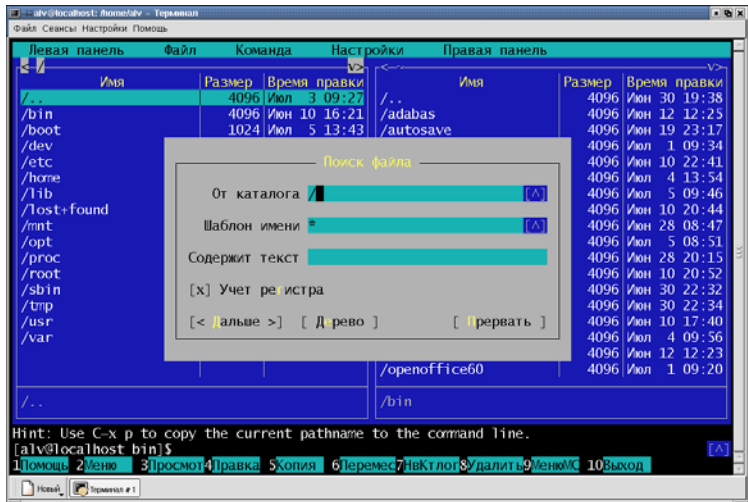 alv@localhost: /home/alv - Терминал
Файл Сеансы Настройки Помощь
Левая панель Файл Команда Настройки Правая панель
<- / v> <- v>
Имя Размер Время правки Имя Размер Время правки
/.. 4096 Июл 3 09:27 /.. 4096 Июн 30 19:38
/bin 4096 Июн 10 16:21 /adabas 4096 Июн 12 12:25
/boot 1024 Июл 5 13:43 /autosave 4096 Июн 19 23:17
/dev 4096 Июл 1 09:34
/etc Поиск файла 4096 Июн 10 22:41
/home 4096 Июл 4 13:54
/lib От каталога / [^] 4096 Июл 5 09:46
/lost+found 4096 Июн 10 20:44
/mnt Шаблон имени * [^] 4096 Июн 28 08:47
/opt 4096 Июл 5 08:51
/proc Содержит текст 4096 Июн 28 20:15
/root 4096 Июн 10 20:52
/sbin [x] Учет регистра 4096 Июн 30 22:32
/tmp 4096 Июн 30 22:34
/usr [< Дальше >] [ Дерево ] [ Прервать ] 4096 Июн 10 17:40
/var 4096 Июл 4 09:56
4096 Июн 12 12:23
/openoffice60 4096 Июл 1 09:20
/.. /bin
Hint: Use C-x p to copy the current pathname to the command line.
[alv@localhost bin]$ [^]
1Помощь 2Меню 3Просмот4Правка 5Копия 6Перемес7НвКтлог8Удалить9МенюMC 10Выход
Новый Терминал # 1